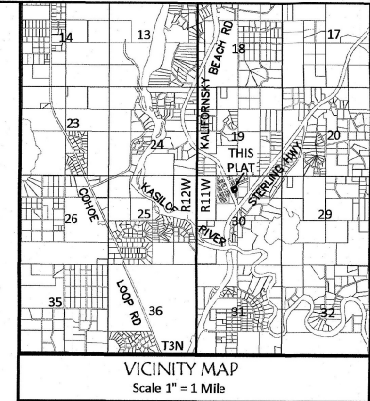 14
13
18
17
KALIFORNSKY BEACH RD
23
24
19
20
THIS
PLAT
STERLING HWY
COHOE
LOOP RD
KASILOF
RIVER
R12W
R11W
26
25
30
29
35
36
31
32
T3N
VICINITY MAP
Scale 1" = 1 Mile